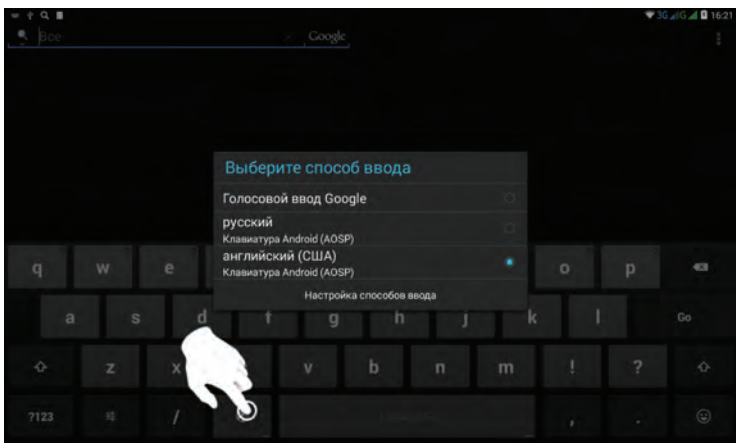 3G G 16:21
Все Google
Выберите способ ввода
Голосовой ввод Google
русский
Клавиатура Android (AOSP)
английский (США)
Клавиатура Android (AOSP)
Настройка способов ввода
q w e o p
a s d f g h j k l Go
z x v b n m ! ?
?123 / , .